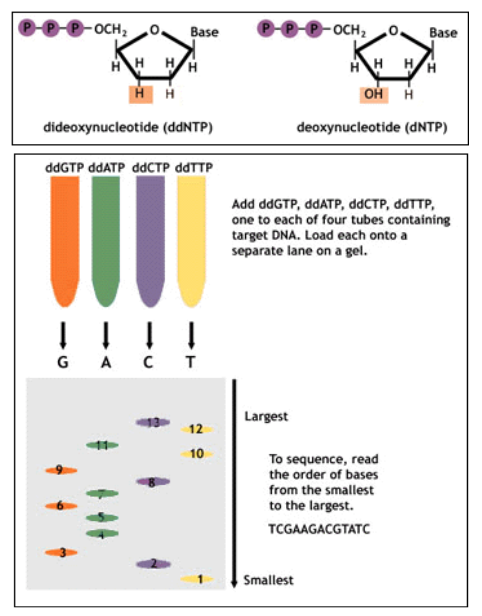 P P P OCH2 O Base
H H H H
H H
dideoxynucleotide (ddNTP)
P P P OCH2 O Base
H H H H
OH H
deoxynucleotide (dNTP)
ddGTP ddATP ddCTP ddTTP
Add ddGTP, ddATP, ddCTP, ddTTP,
one to each of four tubes containing
target DNA. Load each onto a
separate lane on a gel.
G A C T
Largest
13
12
11
10
9
8
7
6
5
4
3
2
1
To sequence, read
the order of bases
from the smallest
to the largest.
TCGAAGACGTATC
Smallest